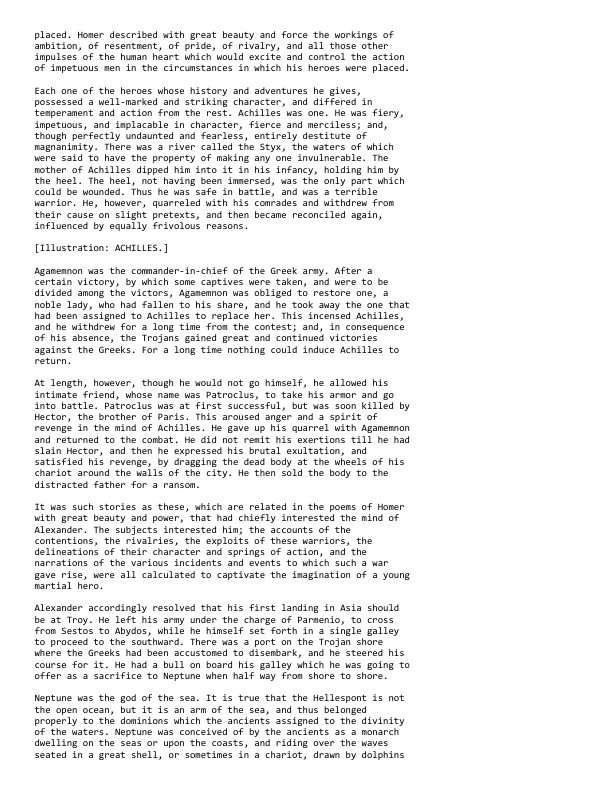 placed. Homer described with great beauty and force the workings of
ambition, of resentment, of pride, of rivalry, and all those other
impulses of the human heart which would excite and control the action
of impetuous men in the circumstances in which his heroes were placed.
Each one of the heroes whose history and adventures he gives,
possessed a well-marked and striking character, and differed in
temperament and action from the rest. Achilles was one. He was fiery,
impetuous, and implacable in character, fierce and merciless; and,
though perfectly undaunted and fearless, entirely destitute of
magnanimity. There was a river called the Styx, the waters of which
were said to have the property of making any one invulnerable. The
mother of Achilles dipped him into it in his infancy, holding him by
the heel. The heel, not having been immersed, was the only part which
could be wounded. Thus he was safe in battle, and was a terrible
warrior. He, however, quarreled with his comrades and withdrew from
their cause on slight pretexts, and then became reconciled again,
influenced by equally frivolous reasons.
[Illustration: ACHILLES.]
Agamemnon was the commander-in-chief of the Greek army. After a
certain victory, by which some captives were taken, and were to be
divided among the victors, Agamemnon was obliged to restore one, a
noble lady, who had fallen to his share, and he took away the one that
had been assigned to Achilles to replace her. This incensed Achilles,
and he withdrew for a long time from the contest; and, in consequence
of his absence, the Trojans gained great and continued victories
against the Greeks. For a long time nothing could induce Achilles to
return.
At length, however, though he would not go himself, he allowed his
intimate friend, whose name was Patroclus, to take his armor and go
into battle. Patroclus was at first successful, but was soon killed by
Hector, the brother of Paris. This aroused anger and a spirit of
revenge in the mind of Achilles. He gave up his quarrel with Agamemnon
and returned to the combat. He did not remit his exertions till he had
slain Hector, and then he expressed his brutal exultation, and
satisfied his revenge, by dragging the dead body at the wheels of his
chariot around the walls of the city. He then sold the body to the
distracted father for a ransom.
It was such stories as these, which are related in the poems of Homer
with great beauty and power, that had chiefly interested the mind of
Alexander. The subjects interested him; the accounts of the
contentions, the rivalries, the exploits of these warriors, the
delineations of their character and springs of action, and the
narrations of the various incidents and events to which such a war
gave rise, were all calculated to captivate the imagination of a young
martial hero.
Alexander accordingly resolved that his first landing in Asia should
be at Troy. He left his army under the charge of Parmenio, to cross
from Sestos to Abydos, while he himself set forth in a single galley
to proceed to the southward. There was a port on the Trojan shore
where the Greeks had been accustomed to disembark, and he steered his
course for it. He had a bull on board his galley which he was going to
offer as a sacrifice to Neptune when half way from shore to shore.
Neptune was the god of the sea. It is true that the Hellespont is not
the open ocean, but it is an arm of the sea, and thus belonged
properly to the dominions which the ancients assigned to the divinity
of the waters. Neptune was conceived of by the ancients as a monarch
dwelling on the seas or upon the coasts, and riding over the waves
seated in a great shell, or sometimes in a chariot, drawn by dolphins